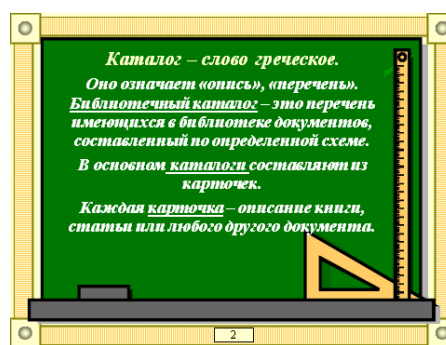 Каталог – слово греческое.
Оно означает «опись», «перечень».
Библиотечный каталог – это перечень
имеющихся в библиотеке документов,
составленный по определенной схеме.
В основном каталоги составляют из
карточек.
Каждая карточка – описание книги,
статьи или любого другого документа.
2